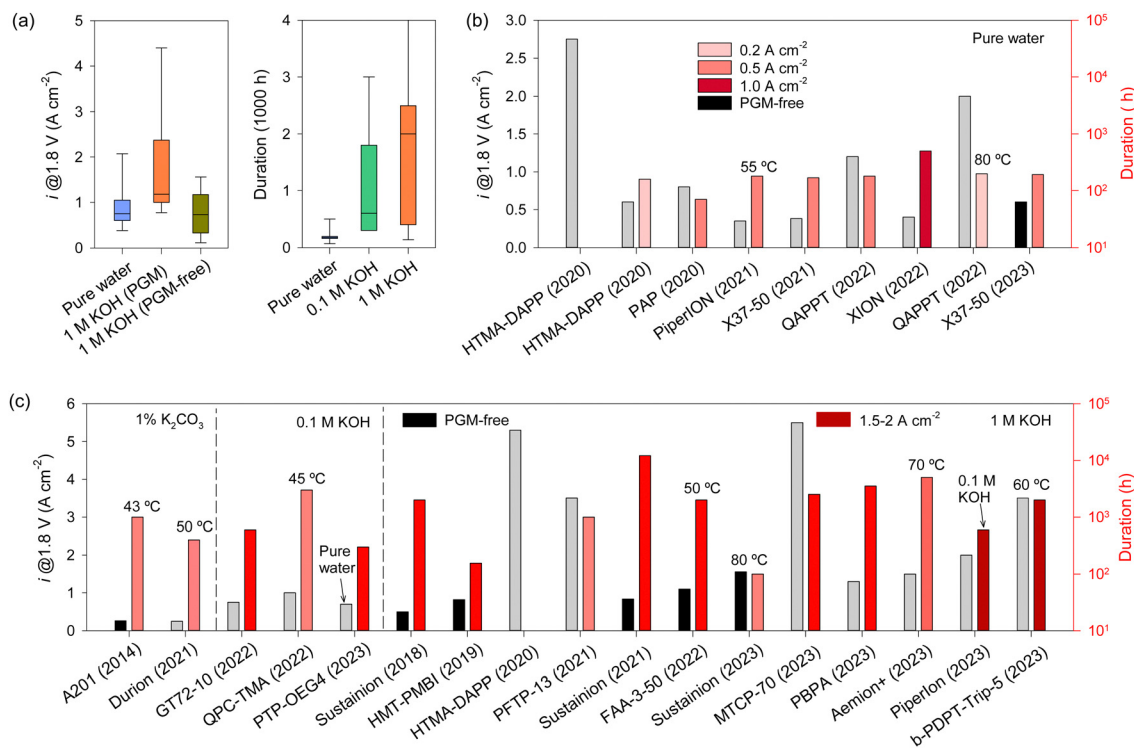 (a)
5
4
3
2
1
0
i @1.8 V (A cm⁻²)
Pure water
1 M KOH (PGM)
1 M KOH (PGM-free)
4
3
2
1
0
Duration (1000 h)
Pure water
0.1 M KOH
1 M KOH
(b)
3.0
2.5
2.0
1.5
1.0
0.5
0.0
i @1.8 V (A cm⁻²)
0.2 A cm⁻²
0.5 A cm⁻²
1.0 A cm⁻²
PGM-free
Pure water
55 ºC
80 ºC
10⁵
10⁴
10³
10²
10¹
Duration ( h)
HTMA-DAPP (2020)
HTMA-DAPP (2020)
PAP (2020)
PiperION (2021)
X37-50 (2021)
QAPPT (2022)
XION (2022)
QAPPT (2022)
X37-50 (2023)
(c)
6
5
4
3
2
1
0
i @1.8 V (A cm⁻²)
1% K₂CO₃
0.1 M KOH
PGM-free
1.5-2 A cm⁻²
1 M KOH
43 ºC
50 ºC
45 ºC
Pure
water
50 ºC
80 ºC
70 ºC
0.1 M
KOH
60 ºC
10⁵
10⁴
10³
10²
10¹
Duration (h)
A201 (2014)
Durion (2021)
GT72-10 (2022)
QPC-TMA (2022)
PTP-OEG4 (2023)
Sustainion (2018)
HMT-PMBI (2019)
HTMA-DAPP (2020)
PFTP-13 (2021)
Sustainion (2021)
FAA-3-50 (2022)
Sustainion (2023)
MTCP-70 (2023)
PBPA (2023)
Aemion+ (2023)
PiperIon (2023)
b-PDPT-Trip-5 (2023)